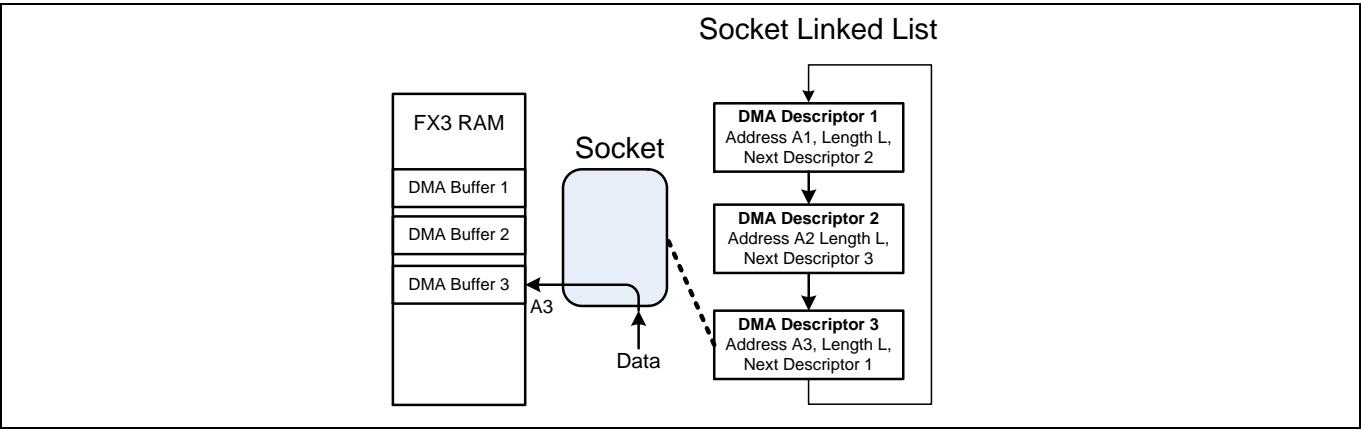 Socket Linked List
FX3 RAM
DMA Buffer 1
DMA Buffer 2
DMA Buffer 3
Socket
A3
Data
DMA Descriptor 1
Address A1, Length L,
Next Descriptor 2
DMA Descriptor 2
Address A2 Length L,
Next Descriptor 3
DMA Descriptor 3
Address A3, Length L,
Next Descriptor 1